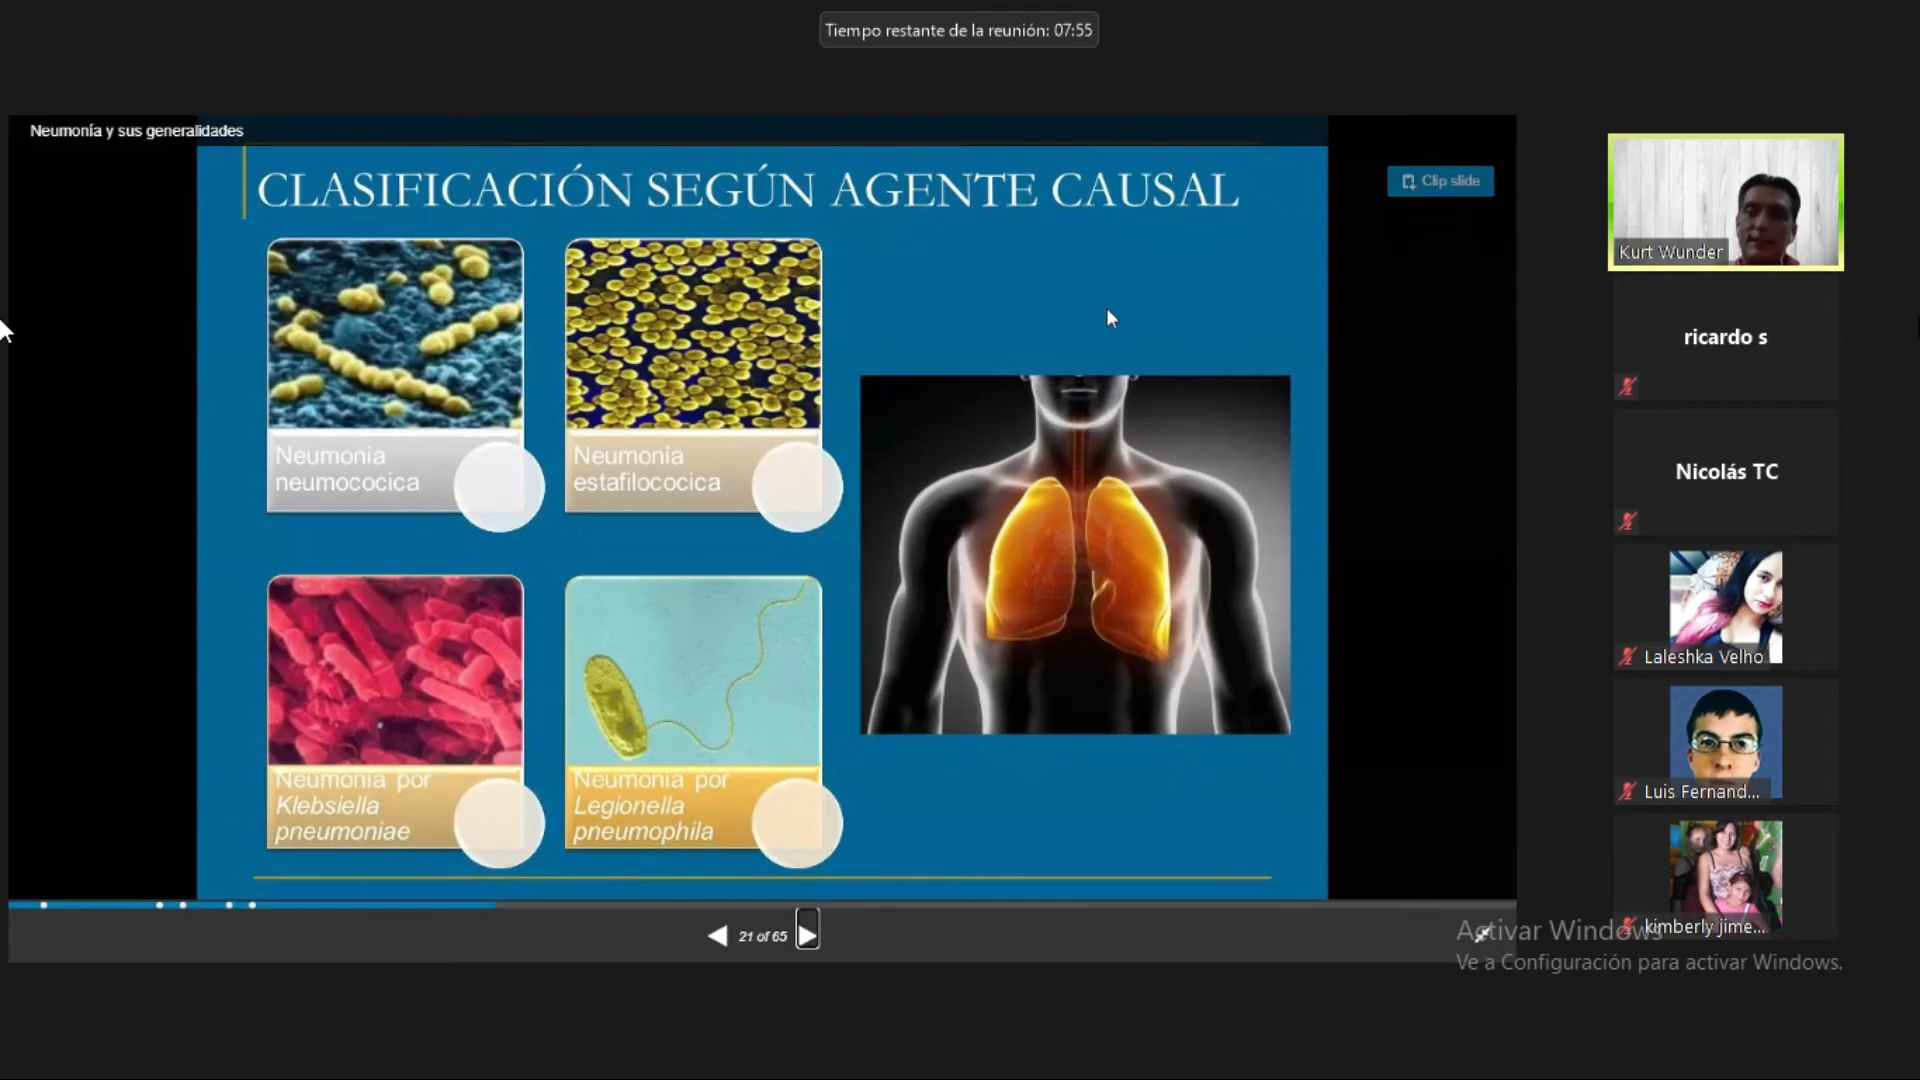 Tiempo restante de la reunión: 07:55
Neumonía y sus generalidades
CLASIFICACIÓN SEGÚN AGENTE CAUSAL
Clip slide
Neumonia
neumococica
Neumonia
estafilococica
Neumonia por
Klebsiella
pneumoniae
Neumonia por
Legionella
pneumophila
21 of 65
Kurt Wunder
ricardo s
Nicolás TC
Laleshka Velho
Luis Fernand...
kimberly jime...
Activar Windows
Ve a Configuración para activar Windows.